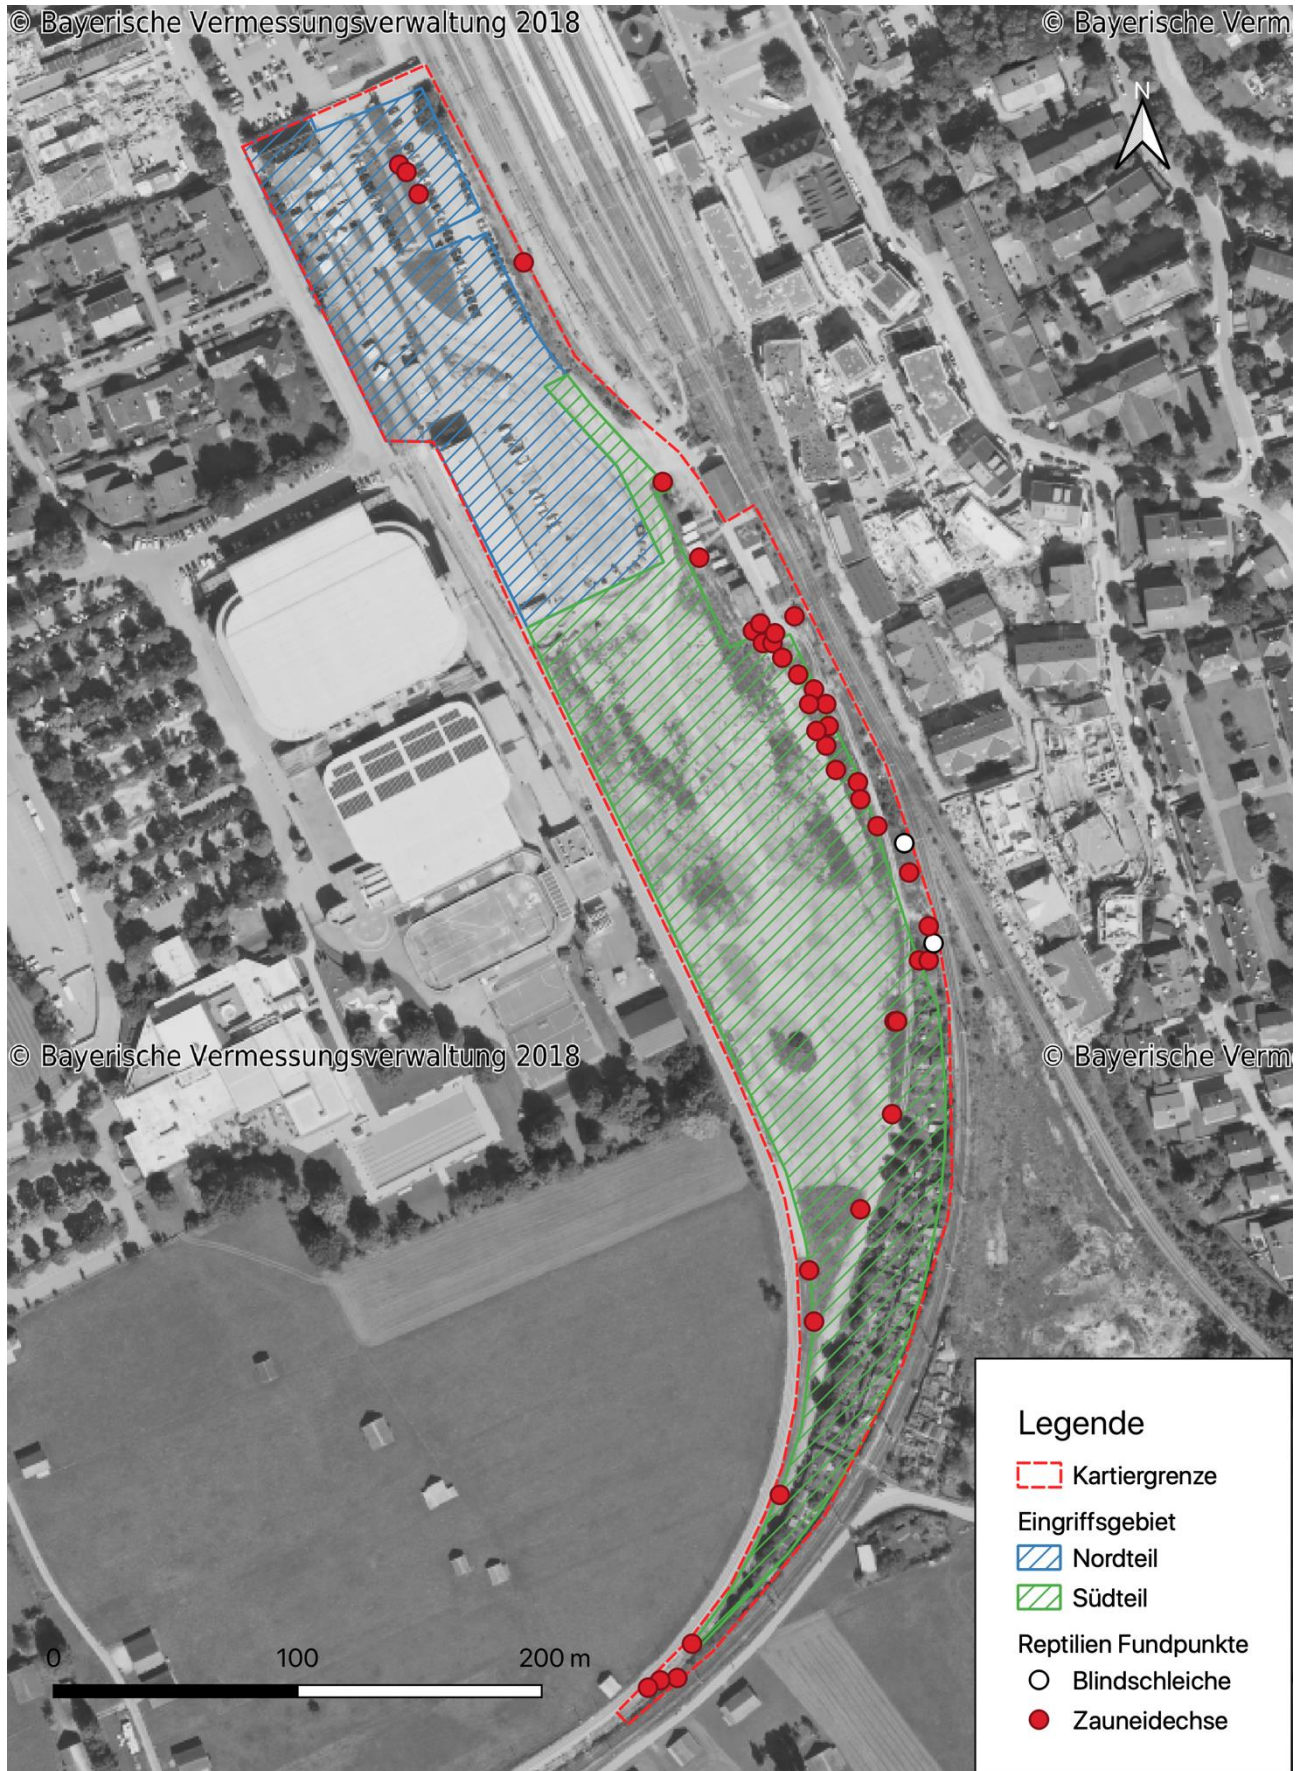 © Bayerische Vermessungsverwaltung 2018
© Bayerische Verm
N
© Bayerische Vermessungsverwaltung 2018
© Bayerische Verm
Legende
Kartiergrenze
Eingriffsgebiet
Nordteil
Südteil
Reptilien Fundpunkte
Blindschleiche
Zauneidechse
0 100 200 m